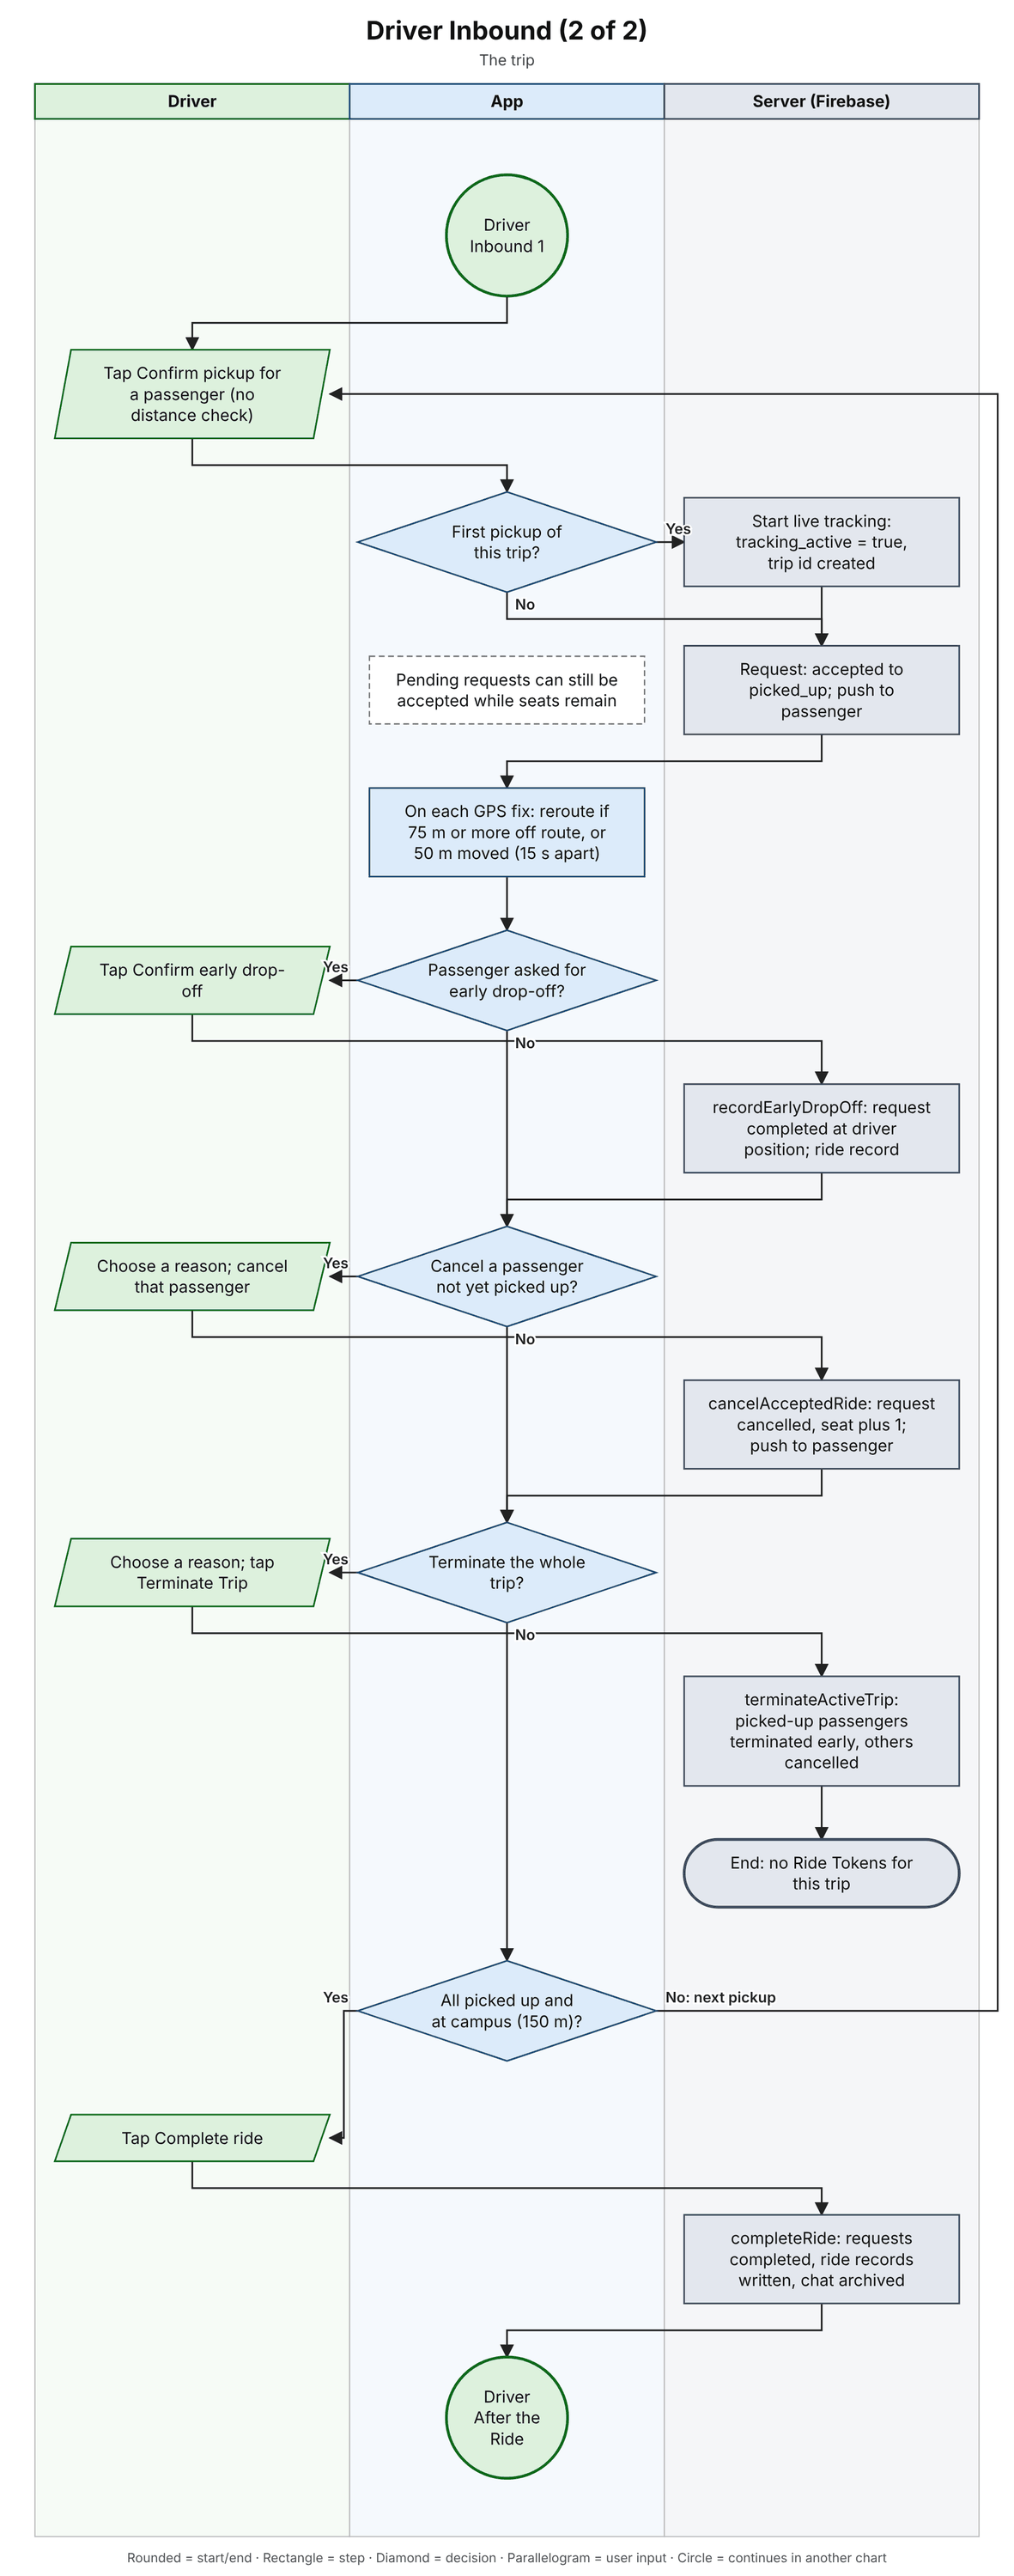 Driver Inbound (2 of 2)
The trip
Driver
App
Server (Firebase)
Driver
Inbound 1
Tap Confirm pickup for
a passenger (no
distance check)
First pickup of
this trip?
Yes
Start live tracking:
tracking_active = true,
trip id created
No
Pending requests can still be
accepted while seats remain
Request: accepted to
picked_up; push to
passenger
On each GPS fix: reroute if
75 m or more off route, or
50 m moved (15 s apart)
Tap Confirm early drop-
off
Yes
Passenger asked for
early drop-off?
No
recordEarlyDropOff: request
completed at driver
position; ride record
Choose a reason; cancel
that passenger
Yes
Cancel a passenger
not yet picked up?
No
cancelAcceptedRide: request
cancelled, seat plus 1;
push to passenger
Choose a reason; tap
Terminate Trip
Yes
Terminate the whole
trip?
No
terminateActiveTrip:
picked-up passengers
terminated early, others
cancelled
End: no Ride Tokens for
this trip
Yes
All picked up and
at campus (150 m)?
No: next pickup
Tap Complete ride
completeRide: requests
completed, ride records
written, chat archived
Driver
After the
Ride
Rounded = start/end · Rectangle = step · Diamond = decision · Parallelogram = user input · Circle = continues in another chart